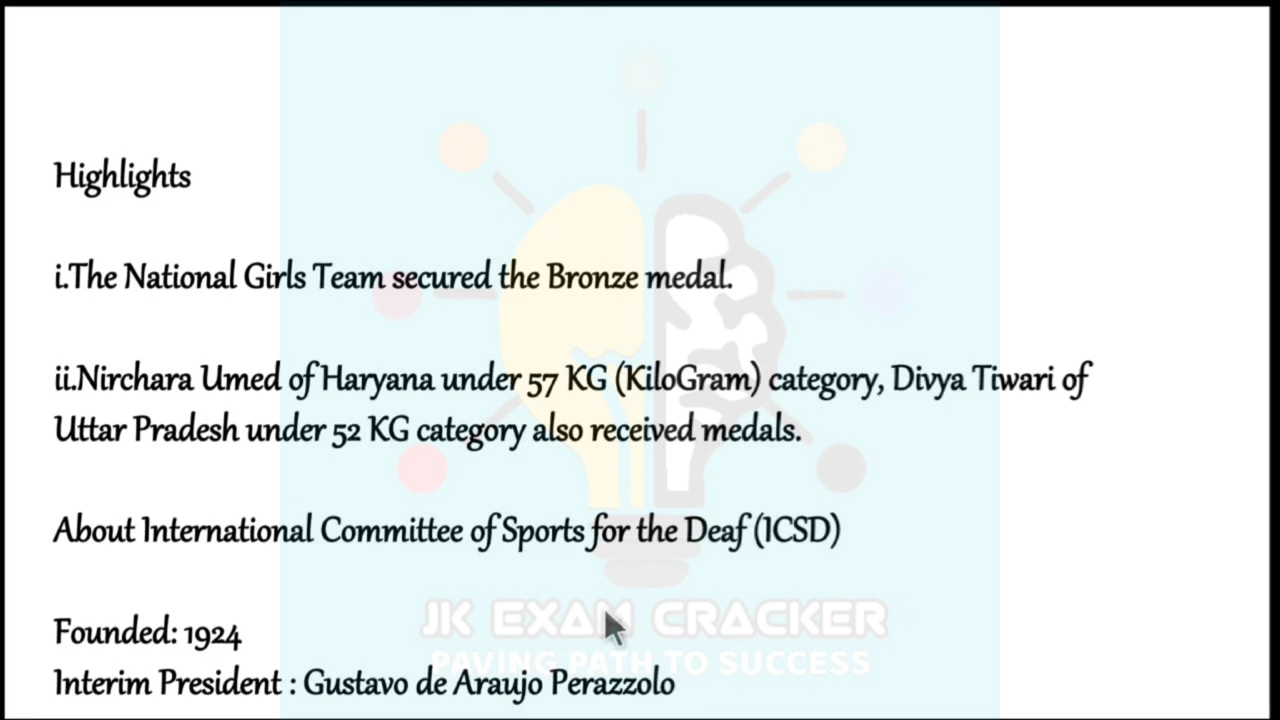 Highlights
i.The National Girls Team secured the Bronze medal.
ii.Nirchara Umed of Haryana under 57 KG (KiloGram) category, Divya Tiwari of
Uttar Pradesh under 52 KG category also received medals.
About International Committee of Sports for the Deaf (ICSD)
Founded: 1924
Interim President : Gustavo de Araujo Perazzolo
JK EXAM CRACKER
PAVING PATH TO SUCCESS